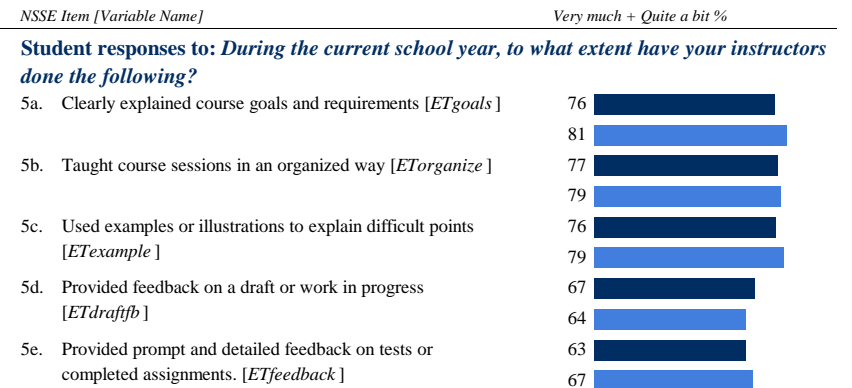 NSSE Item [Variable Name] Very much + Quite a bit %
Student responses to: During the current school year, to what extent have your instructors
done the following?
5a. Clearly explained course goals and requirements [ETgoals ] 76
81
5b. Taught course sessions in an organized way [ETorganize ] 77
79
5c. Used examples or illustrations to explain difficult points 76
[ETexample ]
79
5d. Provided feedback on a draft or work in progress 67
[ETdraftfb ]
64
5e. Provided prompt and detailed feedback on tests or 63
completed assignments. [ETfeedback ]
67